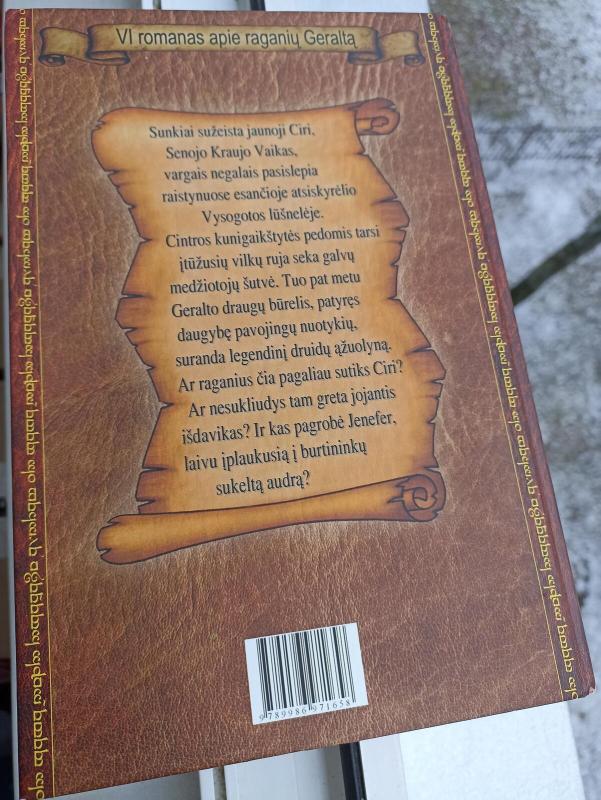 VI romanas apie raganių Geraltą
Sunkiai sužeista jaunoji Ciri,
Senojo Kraujo Vaikas,
vargais negalais pasislepia
raistynuose esančioje atsiskyrėlio
Vysogotos lūšnelėje.
Cintros kunigaikštytės pėdomis tarsi
įtūžusių vilkų ruja seka galvų
medžiotojų šutvė. Tuo pat metu
Geralto draugų būrelis, patyręs
daugybę pavojingų nuotykių,
suranda legendinį druidų ąžuolyną.
Ar raganius čia pagaliau sutiks Ciri?
Ar nesukliudys tam greta jojantis
išdavikas? Ir kas pagrobė Jenefer,
laivu įplaukusią į burtininkų
sukeltą audrą?
9789986971658